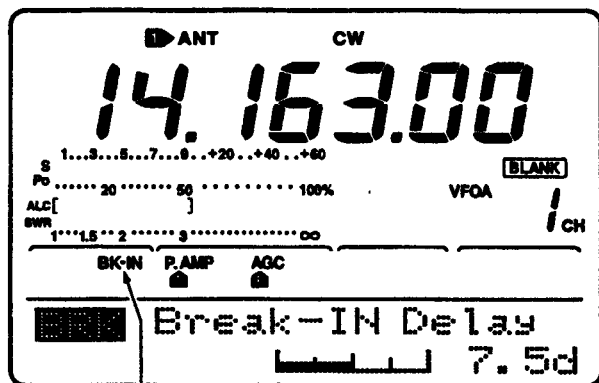 1 ANT CW
14.163.00
S 1...3...5...7...9...+20...+40...+60
Po ...... 20 ...... 50 .......... 100%
BLANK
VFOA 1 CH
ALC [ ]
SWR 1...1.5...2 ...... 3 .............. ∞
BK-IN P.AMP AGC
Break-IN Delay
7.5d